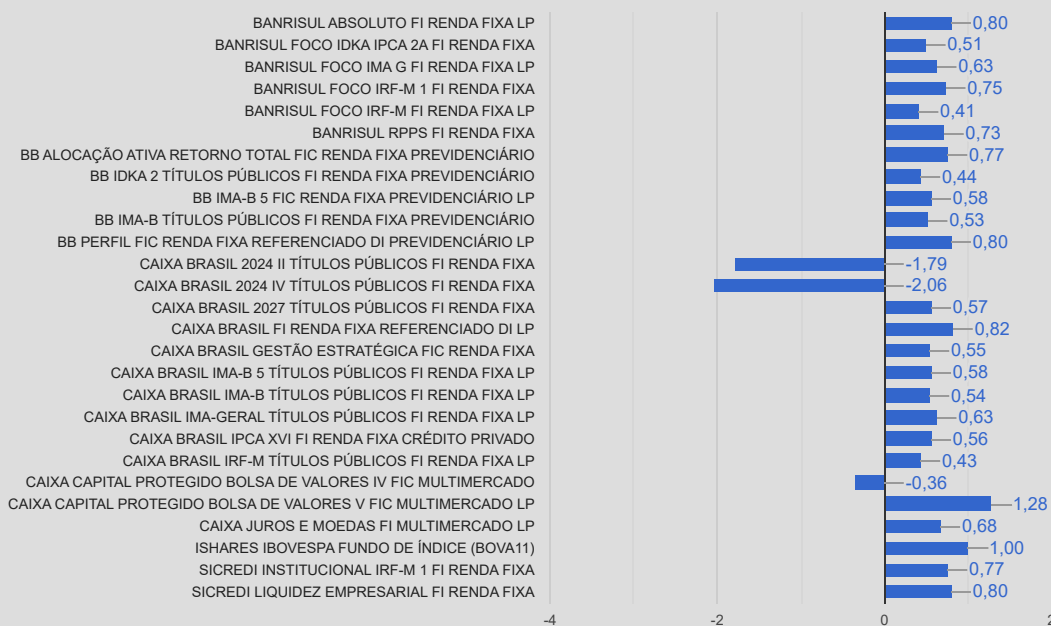 BANRISUL ABSOLUTO FI RENDA FIXA LP 0,80
BANRISUL FOCO IDKA IPCA 2A FI RENDA FIXA 0,51
BANRISUL FOCO IMA G FI RENDA FIXA LP 0,63
BANRISUL FOCO IRF-M 1 FI RENDA FIXA 0,75
BANRISUL FOCO IRF-M FI RENDA FIXA LP 0,41
BANRISUL RPPS FI RENDA FIXA 0,73
BB ALOCAÇÃO ATIVA RETORNO TOTAL FIC RENDA FIXA PREVIDENCIÁRIO 0,77
BB IDKA 2 TÍTULOS PÚBLICOS FI RENDA FIXA PREVIDENCIÁRIO 0,44
BB IMA-B 5 FIC RENDA FIXA PREVIDENCIÁRIO LP 0,58
BB IMA-B TÍTULOS PÚBLICOS FI RENDA FIXA PREVIDENCIÁRIO 0,53
BB PERFIL FIC RENDA FIXA REFERENCIADO DI PREVIDENCIÁRIO LP 0,80
CAIXA BRASIL 2024 II TÍTULOS PÚBLICOS FI RENDA FIXA -1,79
CAIXA BRASIL 2024 IV TÍTULOS PÚBLICOS FI RENDA FIXA -2,06
CAIXA BRASIL 2027 TÍTULOS PÚBLICOS FI RENDA FIXA 0,57
CAIXA BRASIL FI RENDA FIXA REFERENCIADO DI LP 0,82
CAIXA BRASIL GESTÃO ESTRATÉGICA FIC RENDA FIXA 0,55
CAIXA BRASIL IMA-B 5 TÍTULOS PÚBLICOS FI RENDA FIXA LP 0,58
CAIXA BRASIL IMA-B TÍTULOS PÚBLICOS FI RENDA FIXA LP 0,54
CAIXA BRASIL IMA-GERAL TÍTULOS PÚBLICOS FI RENDA FIXA LP 0,63
CAIXA BRASIL IPCA XVI FI RENDA FIXA CRÉDITO PRIVADO 0,56
CAIXA BRASIL IRF-M TÍTULOS PÚBLICOS FI RENDA FIXA LP 0,43
CAIXA CAPITAL PROTEGIDO BOLSA DE VALORES IV FIC MULTIMERCADO -0,36
CAIXA CAPITAL PROTEGIDO BOLSA DE VALORES V FIC MULTIMERCADO LP 1,28
CAIXA JUROS E MOEDAS FI MULTIMERCADO LP 0,68
ISHARES IBOVESPA FUNDO DE ÍNDICE (BOVA11) 1,00
SICREDI INSTITUCIONAL IRF-M 1 FI RENDA FIXA 0,77
SICREDI LIQUIDEZ EMPRESARIAL FI RENDA FIXA 0,80
-4 -2 0 2